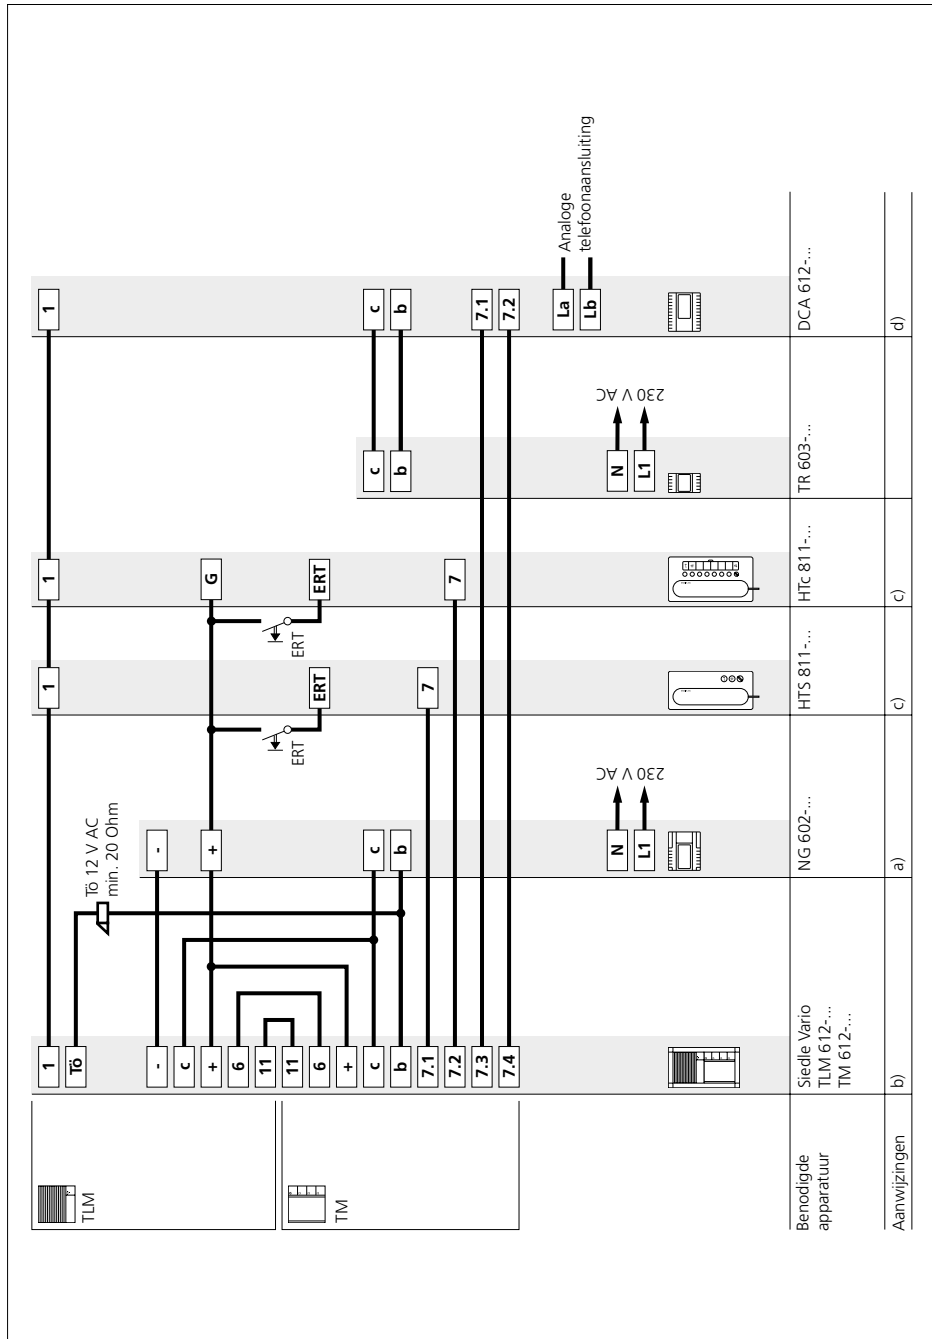 1 1 1 1
Tö
TLM
Tö 12 V AC
min. 20 Ohm
- -
c
+ + G
6
11
ERT ERT
11
6
ERT ERT
TM
+
c c c c
b b b b
7.1 7
7.2 7
7.3 7.1
7.4 7.2
La Analoge
Lb telefoonaansluiting
N N
230 V AC 230 V AC
L1 L1
Benodigde
apparatuur
Siedle Vario
TLM 612-...
TM 612-...
NG 602-...
HTS 811-...
HTc 811-...
TR 603-...
DCA 612-...
Aanwijzingen b) a) c) c) d)